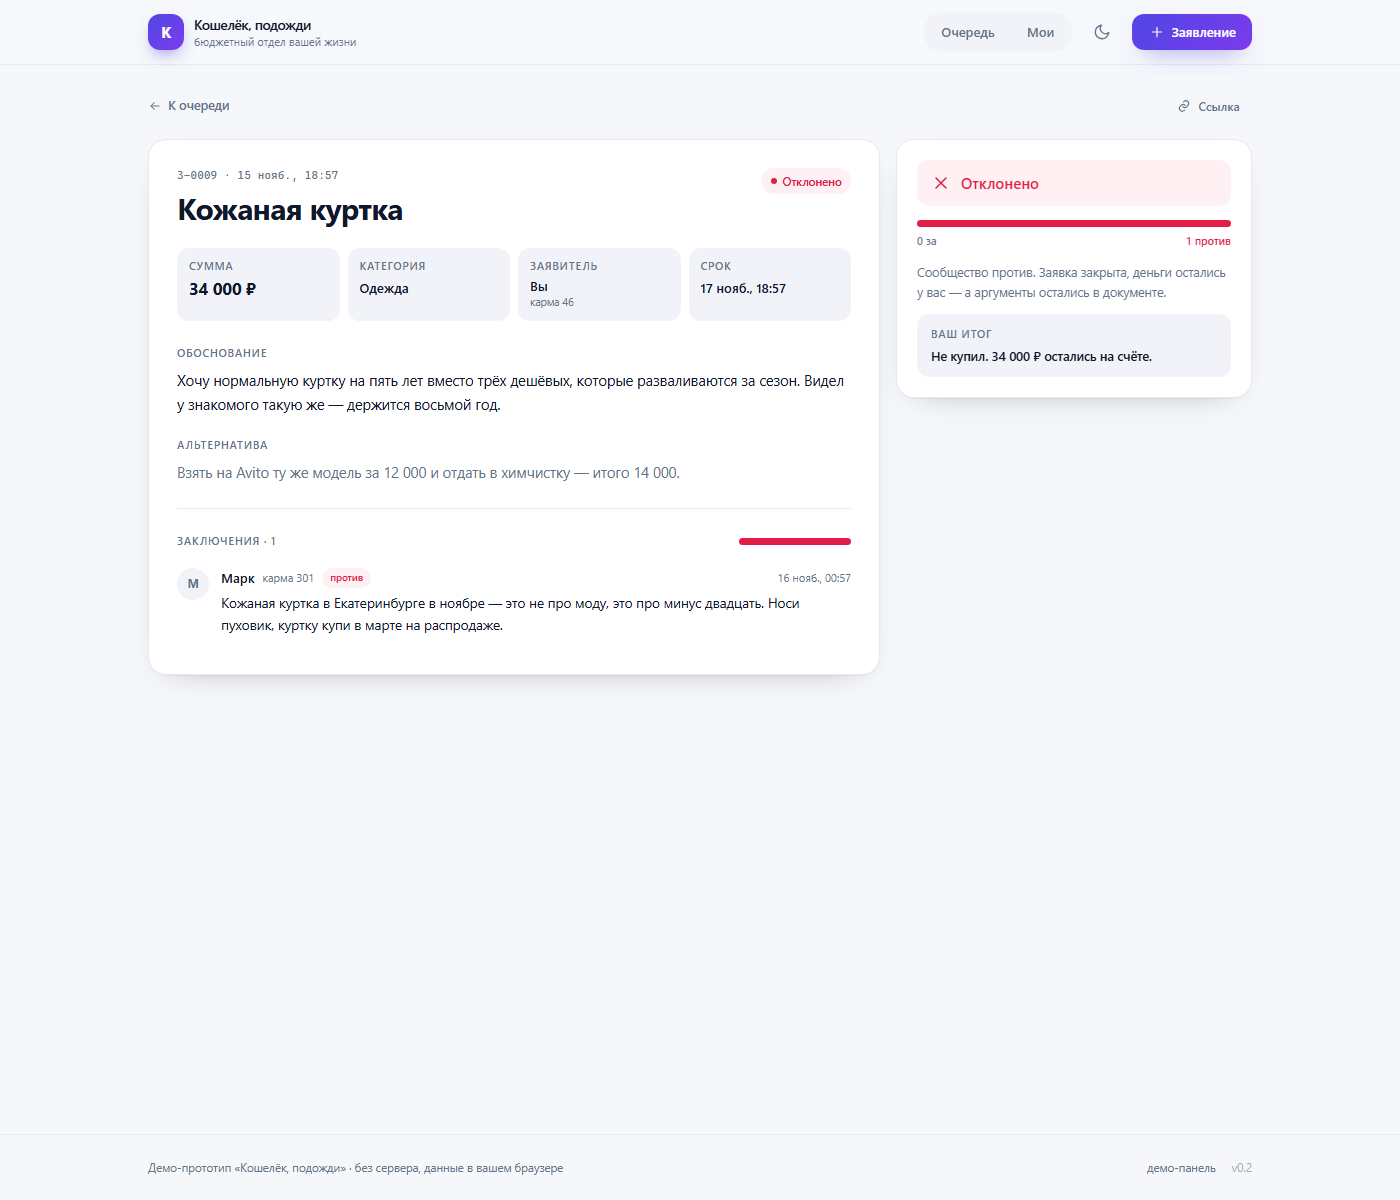 К
Кошелёк, подожди
бюджетный отдел вашей жизни
Очередь
Мои
Заявление
К очереди
Ссылка
З-0009 · 15 нояб., 18:57
Отклонено
Кожаная куртка
СУММА
34 000 ₽
КАТЕГОРИЯ
Одежда
ЗАЯВИТЕЛЬ
Вы
карма 46
СРОК
17 нояб., 18:57
ОБОСНОВАНИЕ
Хочу нормальную куртку на пять лет вместо трёх дешёвых, которые разваливаются за сезон. Видел
у знакомого такую же — держится восьмой год.
АЛЬТЕРНАТИВА
Взять на Avito ту же модель за 12 000 и отдать в химчистку — итого 14 000.
ЗАКЛЮЧЕНИЯ · 1
М
Марк карма 301 против
16 нояб., 00:57
Кожаная куртка в Екатеринбурге в ноябре — это не про моду, это про минус двадцать. Носи
пуховик, куртку купи в марте на распродаже.
Отклонено
0 за
1 против
Сообщество против. Заявка закрыта, деньги остались
у вас — а аргументы остались в документе.
ВАШ ИТОГ
Не купил. 34 000 ₽ остались на счёте.
Демо-прототип «Кошелёк, подожди» · без сервера, данные в вашем браузере
демо-панель
v0.2